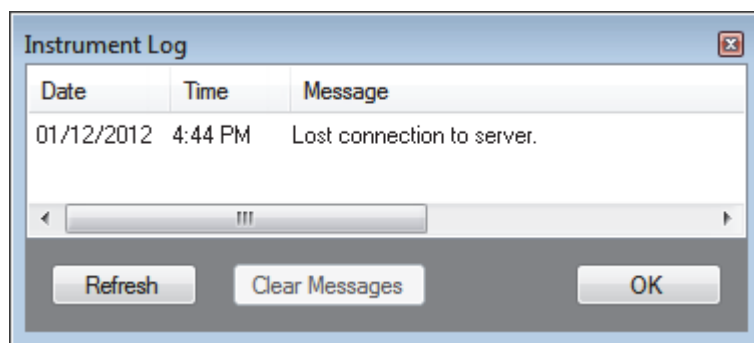 Instrument Log
Date Time Message
01/12/2012 4:44 PM Lost connection to server.
Refresh Clear Messages OK